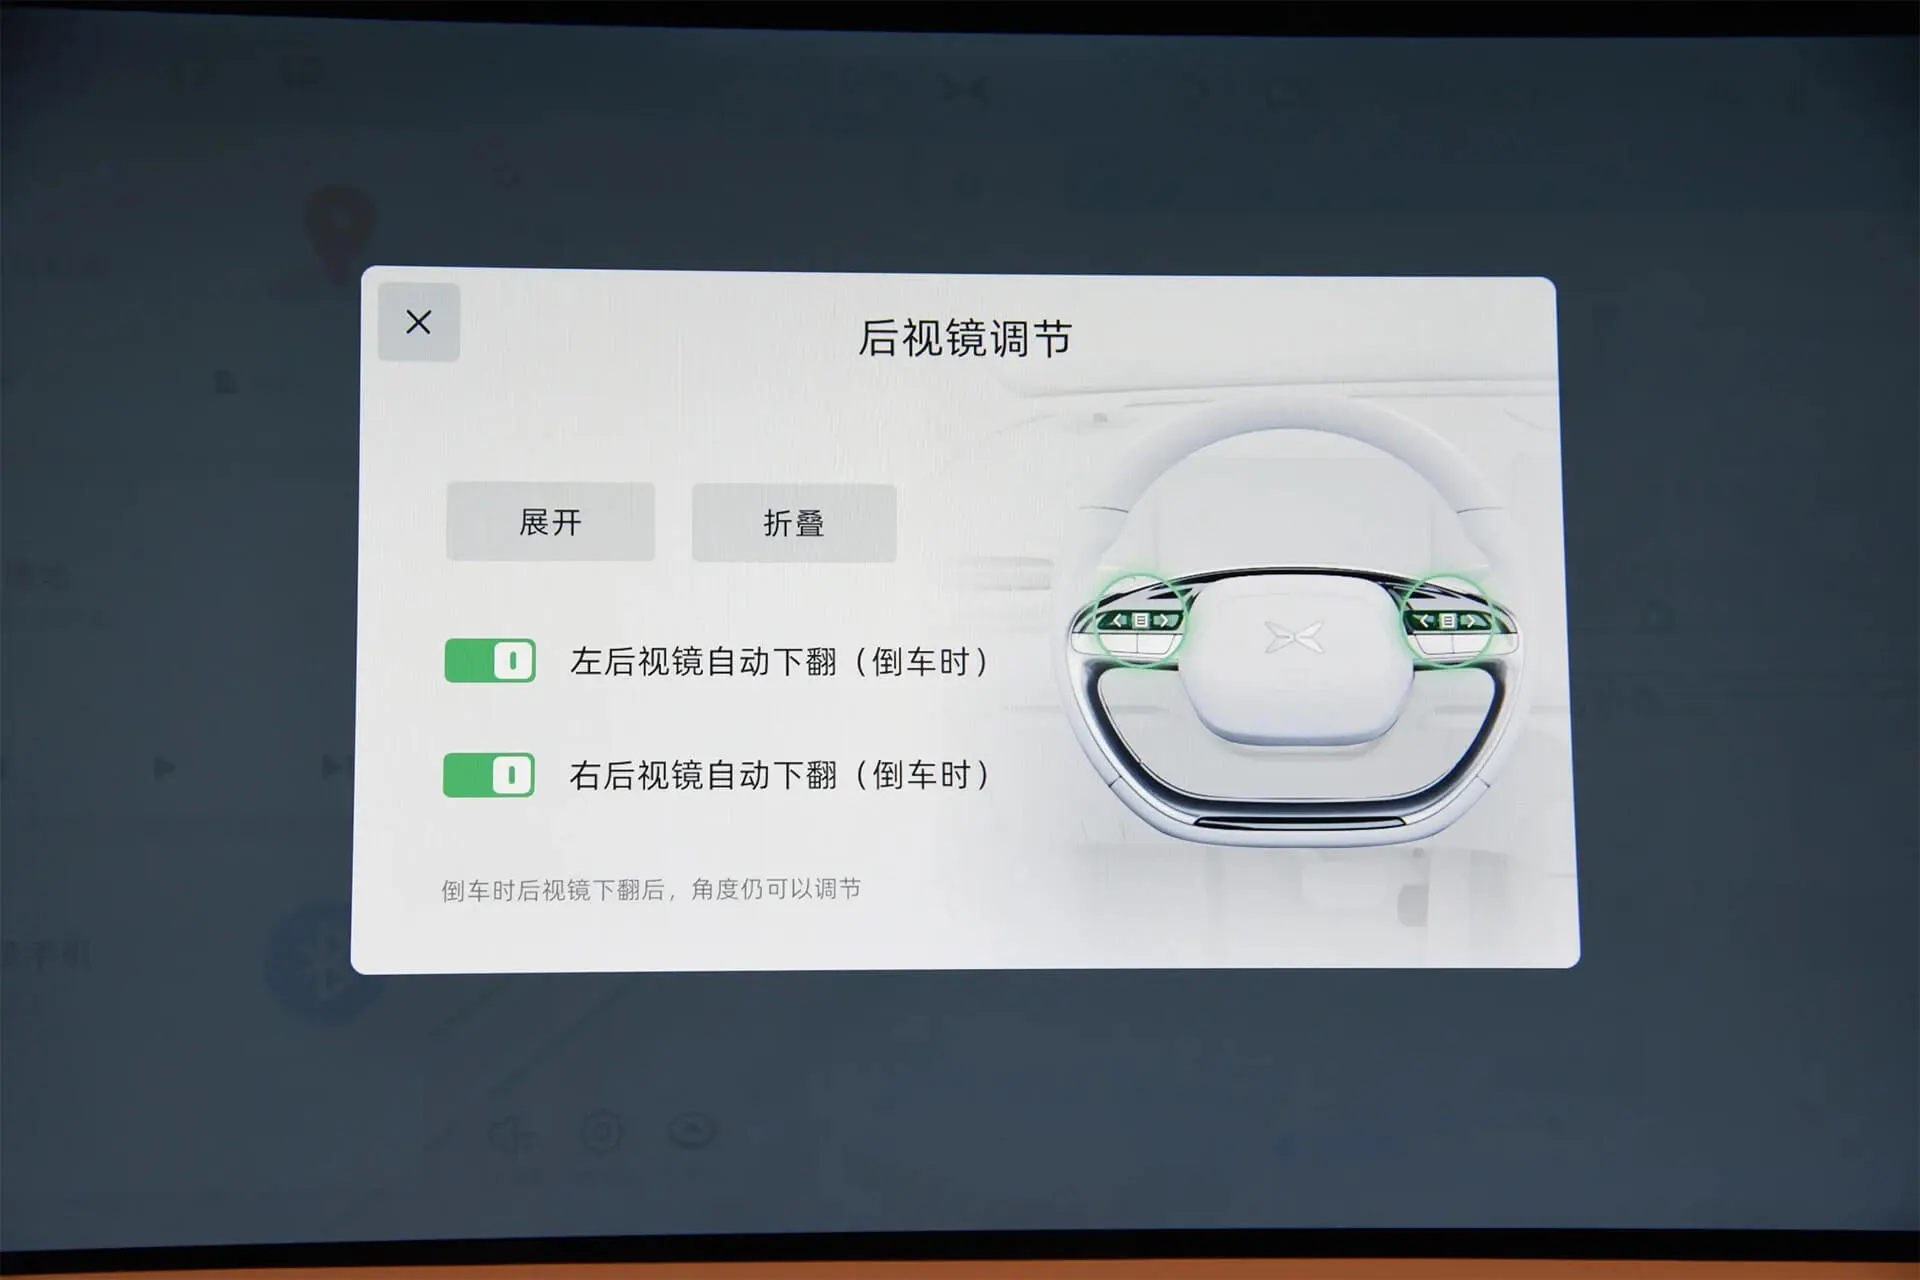 后视镜调节
展开
折叠
左后视镜自动下翻（倒车时）
右后视镜自动下翻（倒车时）
倒车时后视镜下翻后，角度仍可以调节